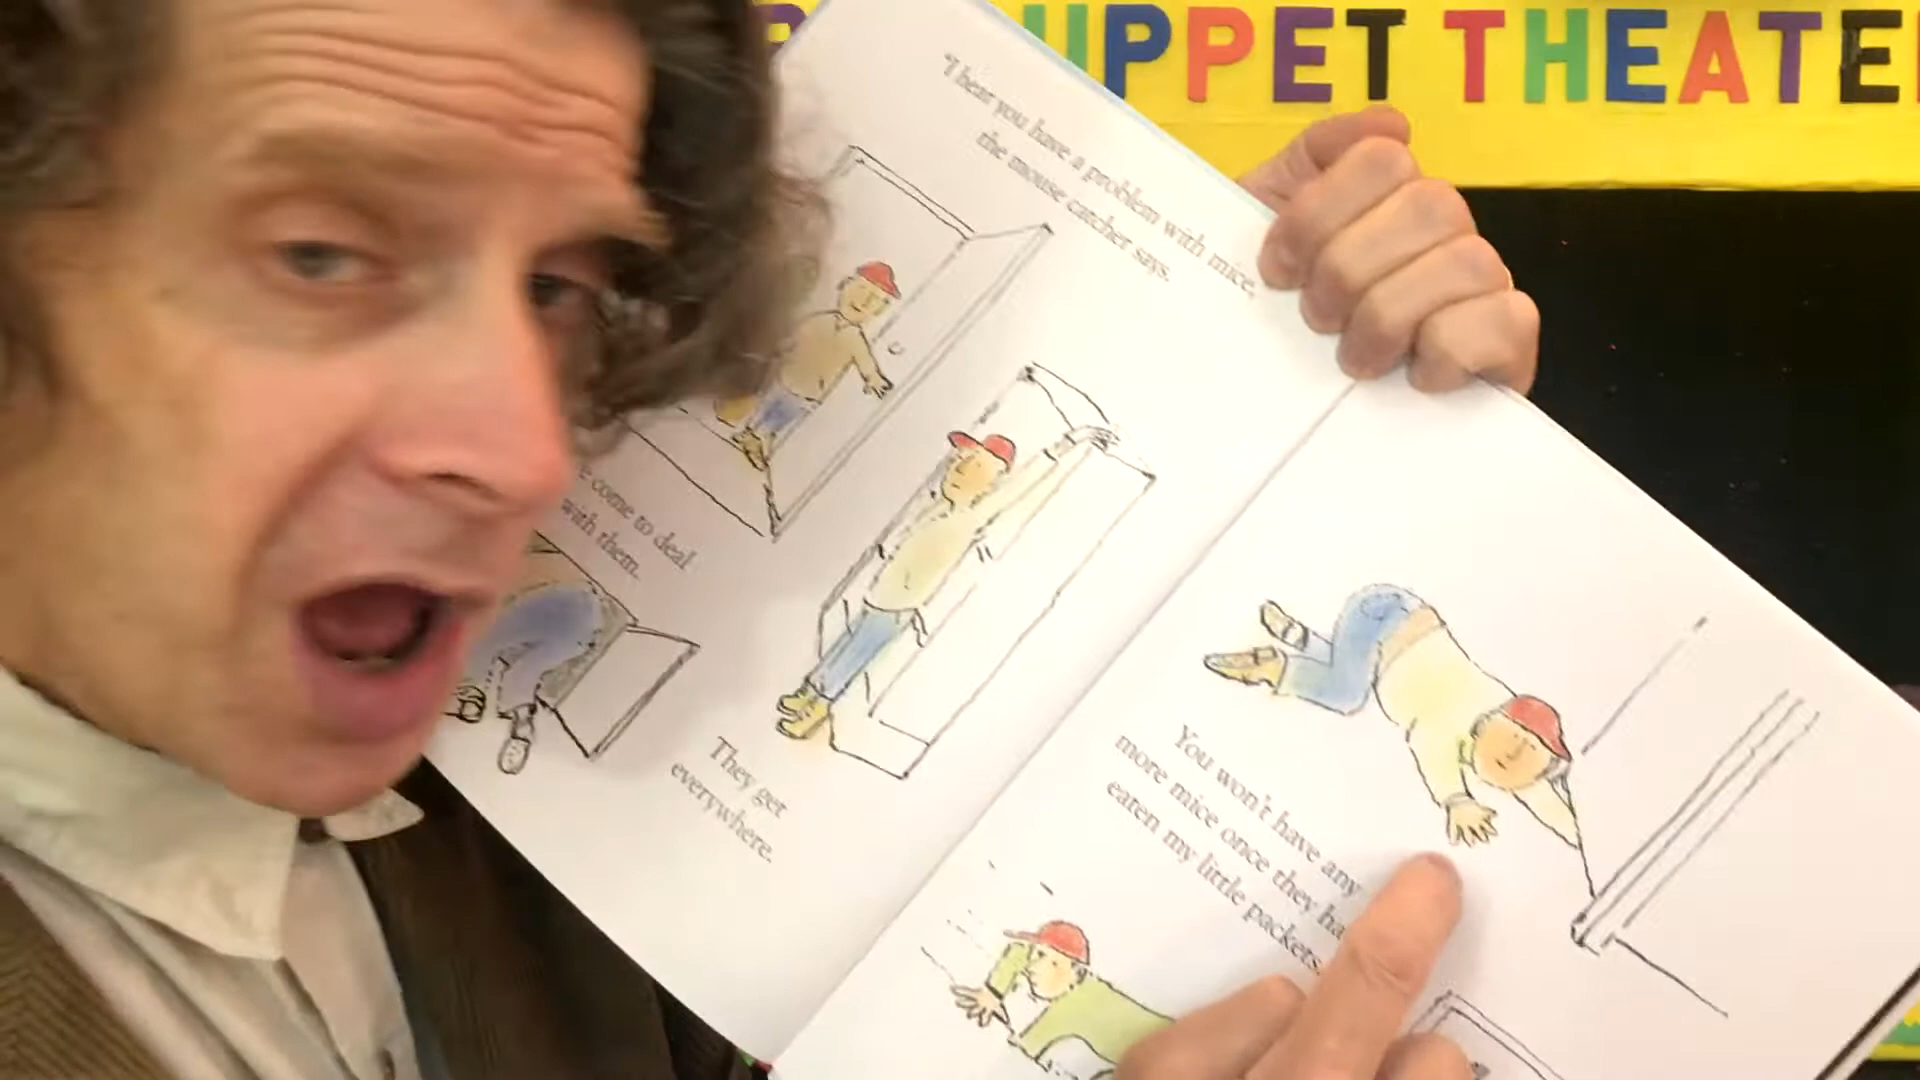 UPPET THEATE
"I hear you have a problem with mice,
the mouse catcher says.
come to deal
with them.
They get
everywhere.
You won't have any
more mice once they ha
eaten my little packets.